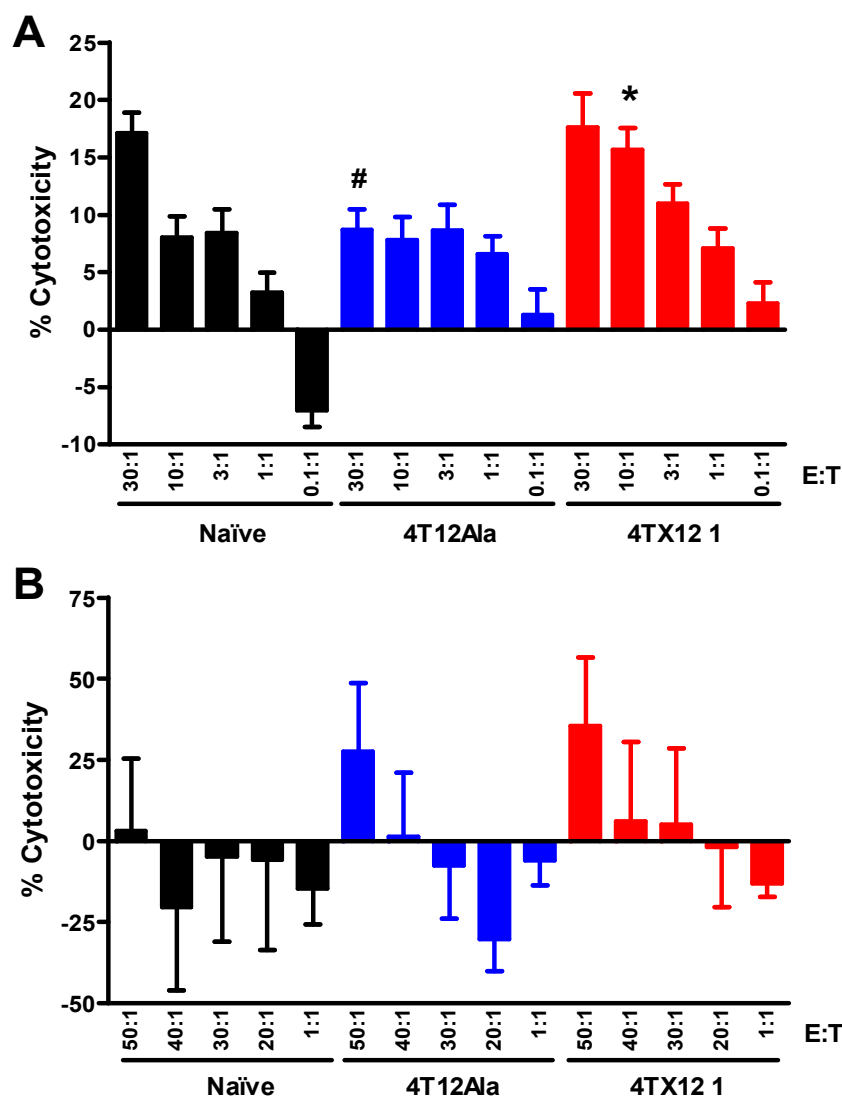 A
25
20
15
10
5
0
-5
-10
% Cytotoxicity
#
*
30:1 10:1 3:1 1:1 0.1:1 30:1 10:1 3:1 1:1 0.1:1 30:1 10:1 3:1 1:1 0.1:1 E:T
Naïve 4T12Ala 4TX12 1
B
75
50
25
0
-25
-50
% Cytotoxicity
50:1 40:1 30:1 20:1 1:1 50:1 40:1 30:1 20:1 1:1 50:1 40:1 30:1 20:1 1:1 E:T
Naïve 4T12Ala 4TX12 1